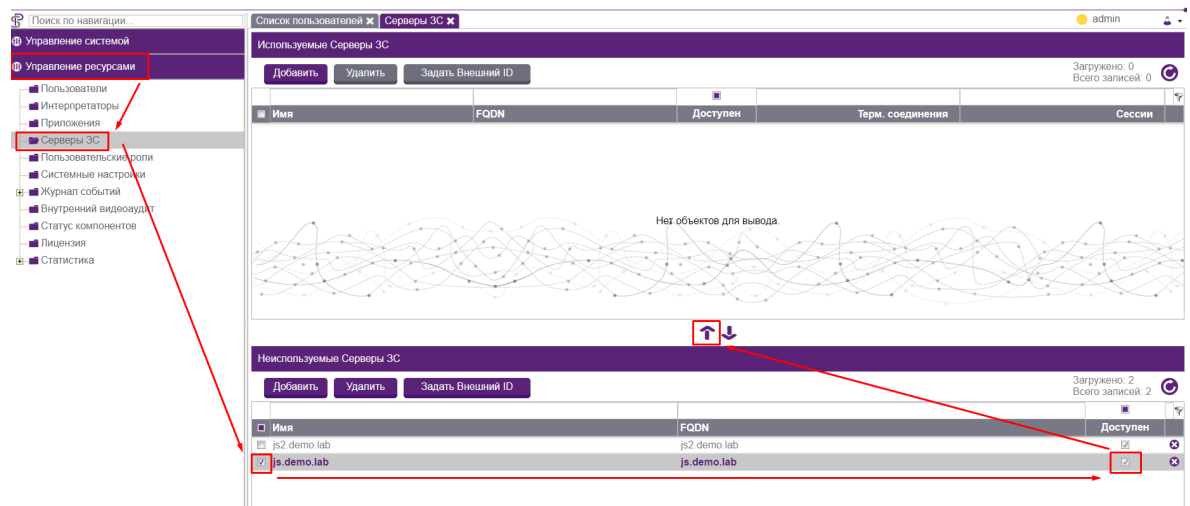 Поиск по навигации...
Управление системой
Управление ресурсами
Пользователи
Интерпретаторы
Приложения
Серверы ЗС
Пользовательские роли
Системные настройки
Журнал событий
Внутренний видеоаудит
Статус компонентов
Лицензия
Статистика
Список пользователей Серверы ЗС
admin
Используемые Серверы ЗС
Добавить Удалить Задать Внешний ID
Загружено: 0
Всего записей: 0
Имя FQDN Доступен Терм. соединения Сессии
Нет объектов для вывода.
Неиспользуемые Серверы ЗС
Добавить Удалить Задать Внешний ID
Загружено: 2
Всего записей: 2
Имя FQDN Доступен
js2.demo.lab js2.demo.lab
js.demo.lab js.demo.lab